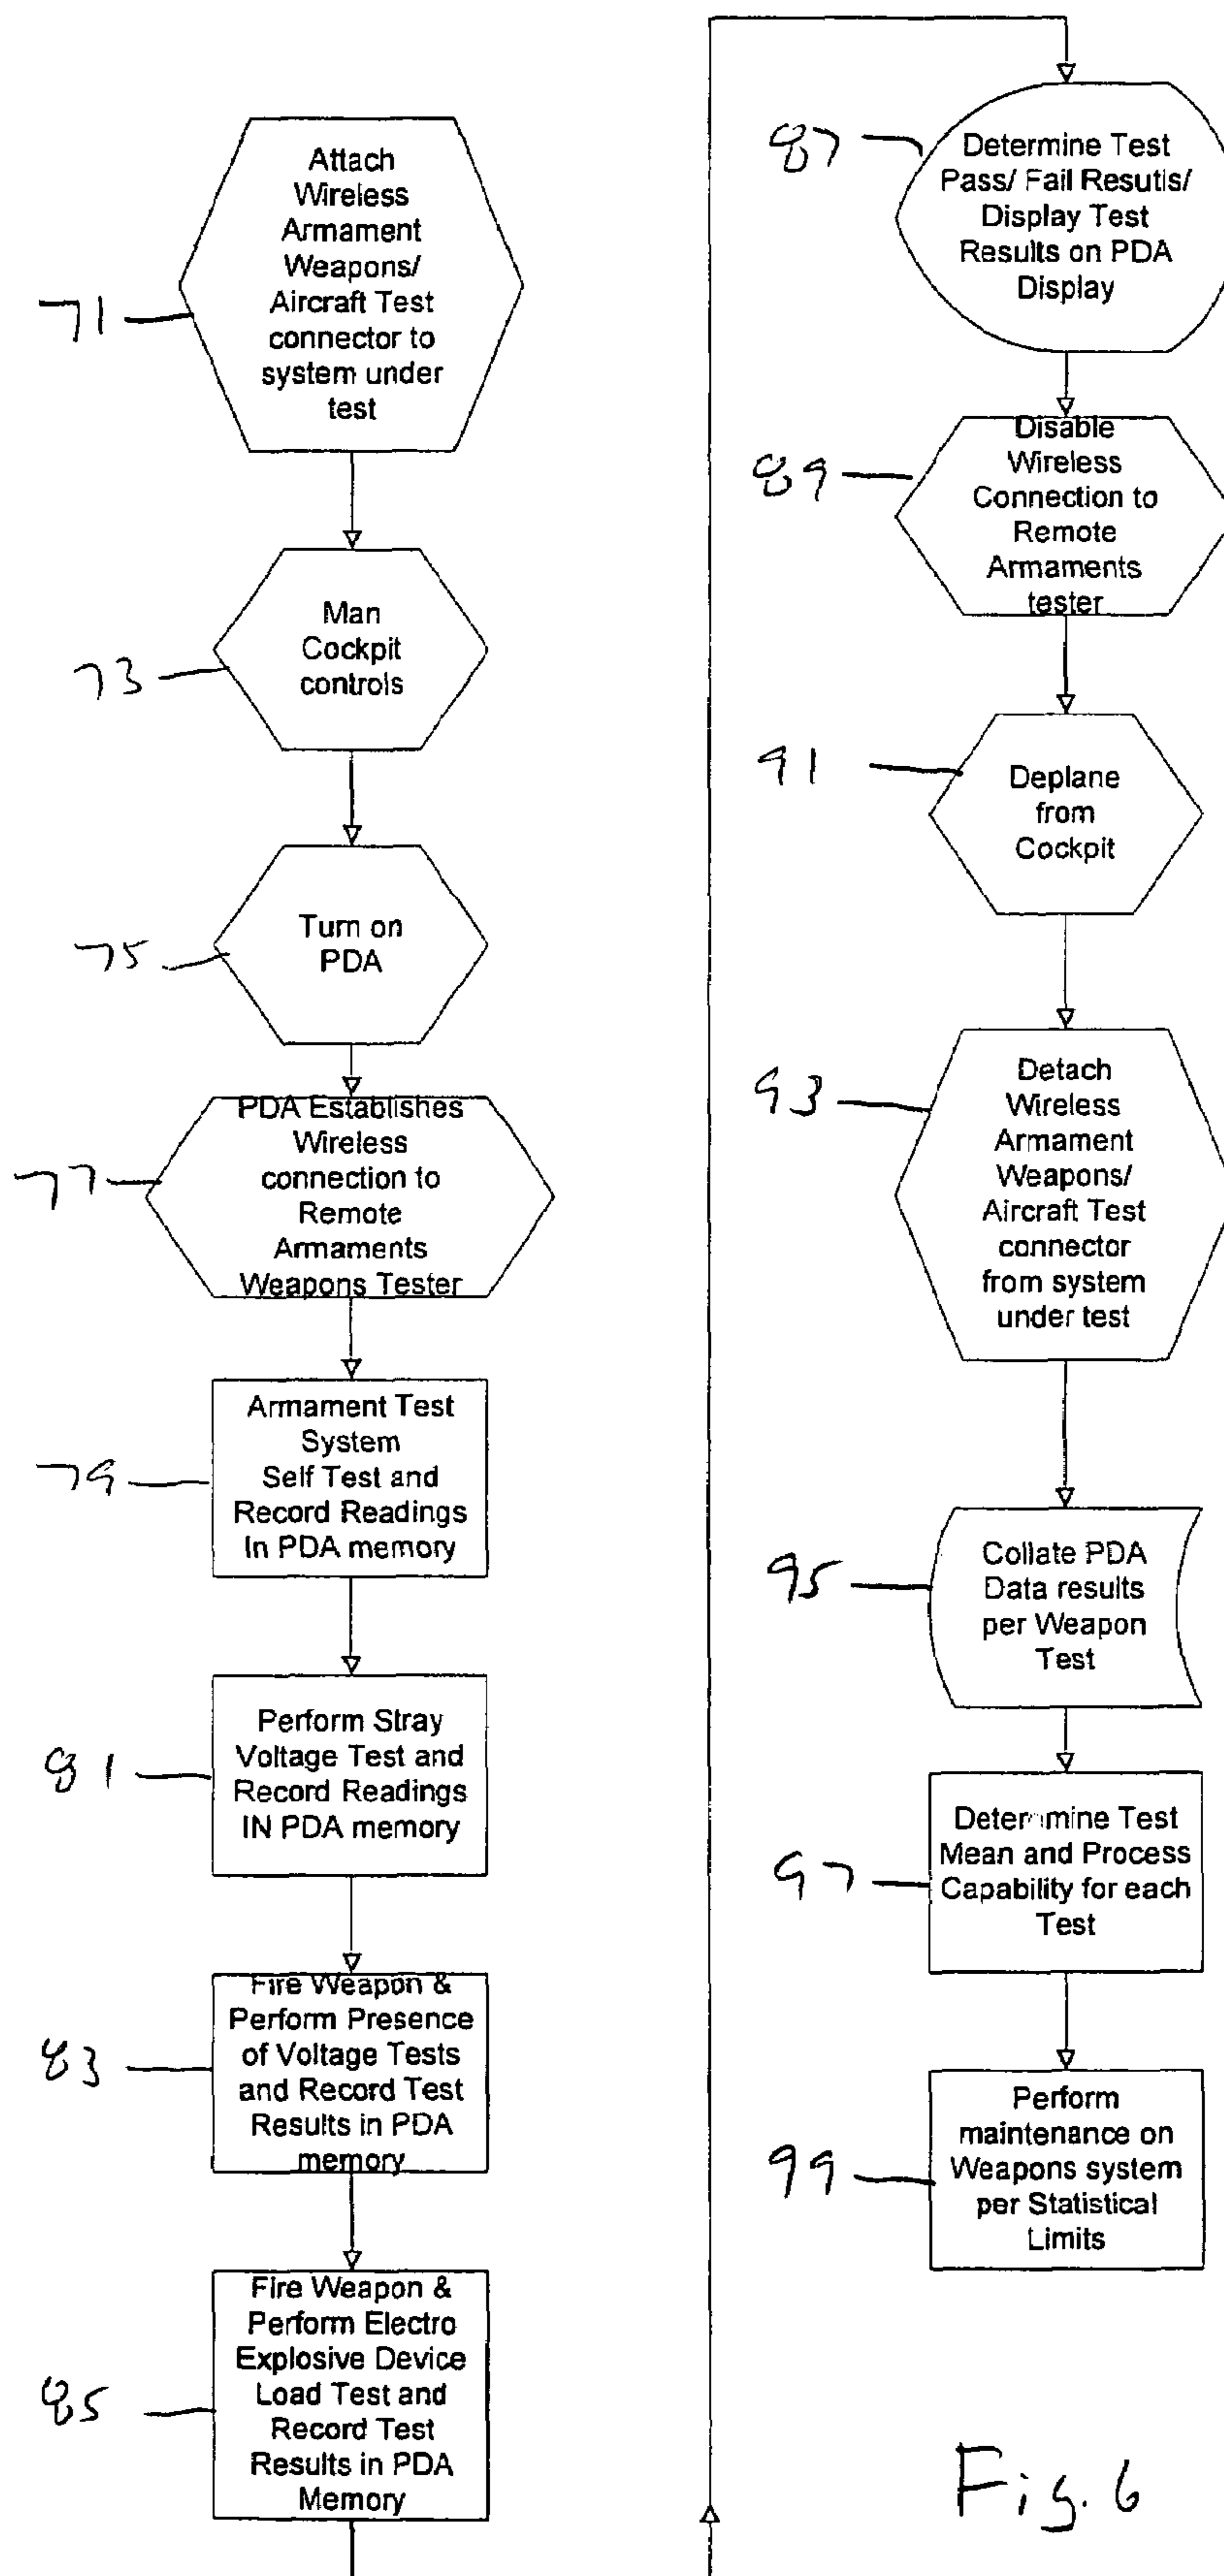 71
Attach
Wireless
Armament
Weapons/
Aircraft Test
connector to
system under
test
73
Man
Cockpit
controls
75
Turn on
PDA
77
PDA Establishes
Wireless
connection to
Remote
Armaments
Weapons Tester
79
Armament Test
System
Self Test and
Record Readings
In PDA memory
81
Perform Stray
Voltage Test and
Record Readings
IN PDA memory
83
Fire Weapon &
Perform Presence
of Voltage Tests
and Record Test
Results in PDA
memory
85
Fire Weapon &
Perform Electro
Explosive Device
Load Test and
Record Test
Results in PDA
Memory
87
Determine Test
Pass/ Fail Resutls/
Display Test
Results on PDA
Display
89
Disable
Wireless
Connection to
Remote
Armaments
tester
91
Deplane
from
Cockpit
93
Detach
Wireless
Armament
Weapons/
Aircraft Test
connector
from system
under test
95
Collate PDA
Data results
per Weapon
Test
97
Determine Test
Mean and Process
Capability for each
Test
99
Perform
maintenance on
Weapons system
per Statistical
Limits
Fig. 6